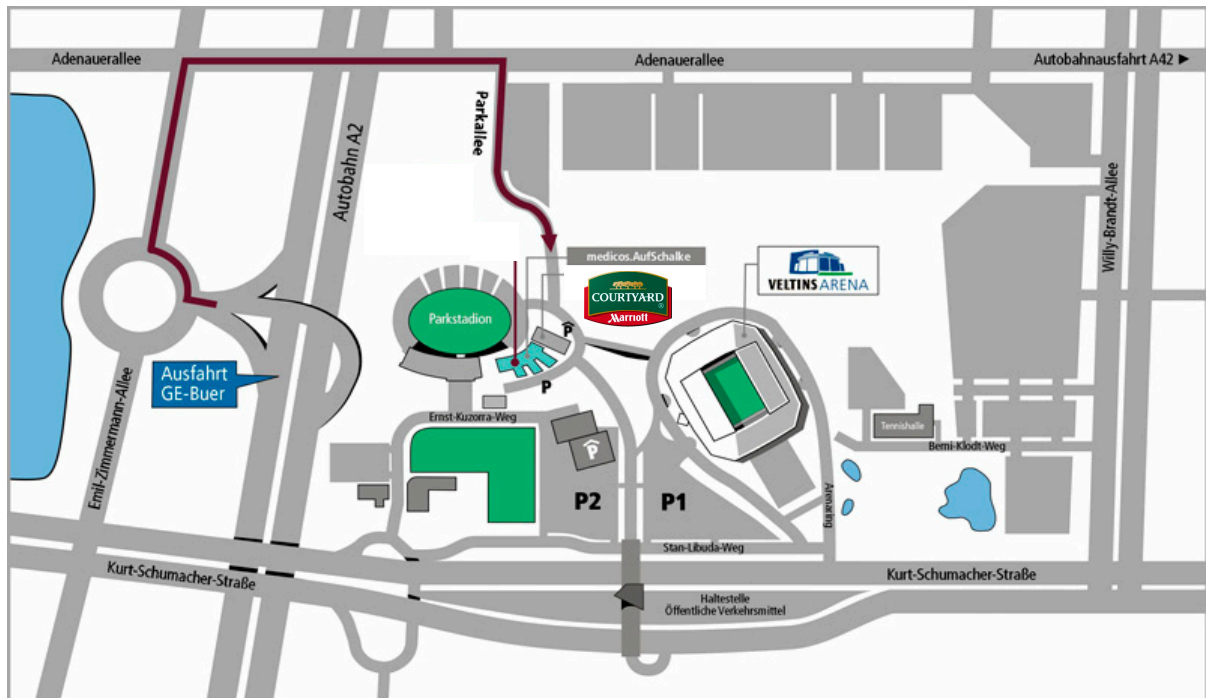 Adenauerallee
Adenauerallee
Autobahnausfahrt A42 ►
Parkallee
Autobahn A2
Willy-Brandt-Allee
medicos.AufSchalke
VELTINS ARENA
COURTYARD
®
Marriott
Parkstadion
P
P
Ausfahrt
GE-Buer
Ernst-Kuzorra-Weg
Tennishalle
Berni-Klodt-Weg
P
Emil-Zimmermann-Allee
P2
P1
Arenaring
Stan-Libuda-Weg
Kurt-Schumacher-Straße
Kurt-Schumacher-Straße
Haltestelle
Öffentliche Verkehrsmittel